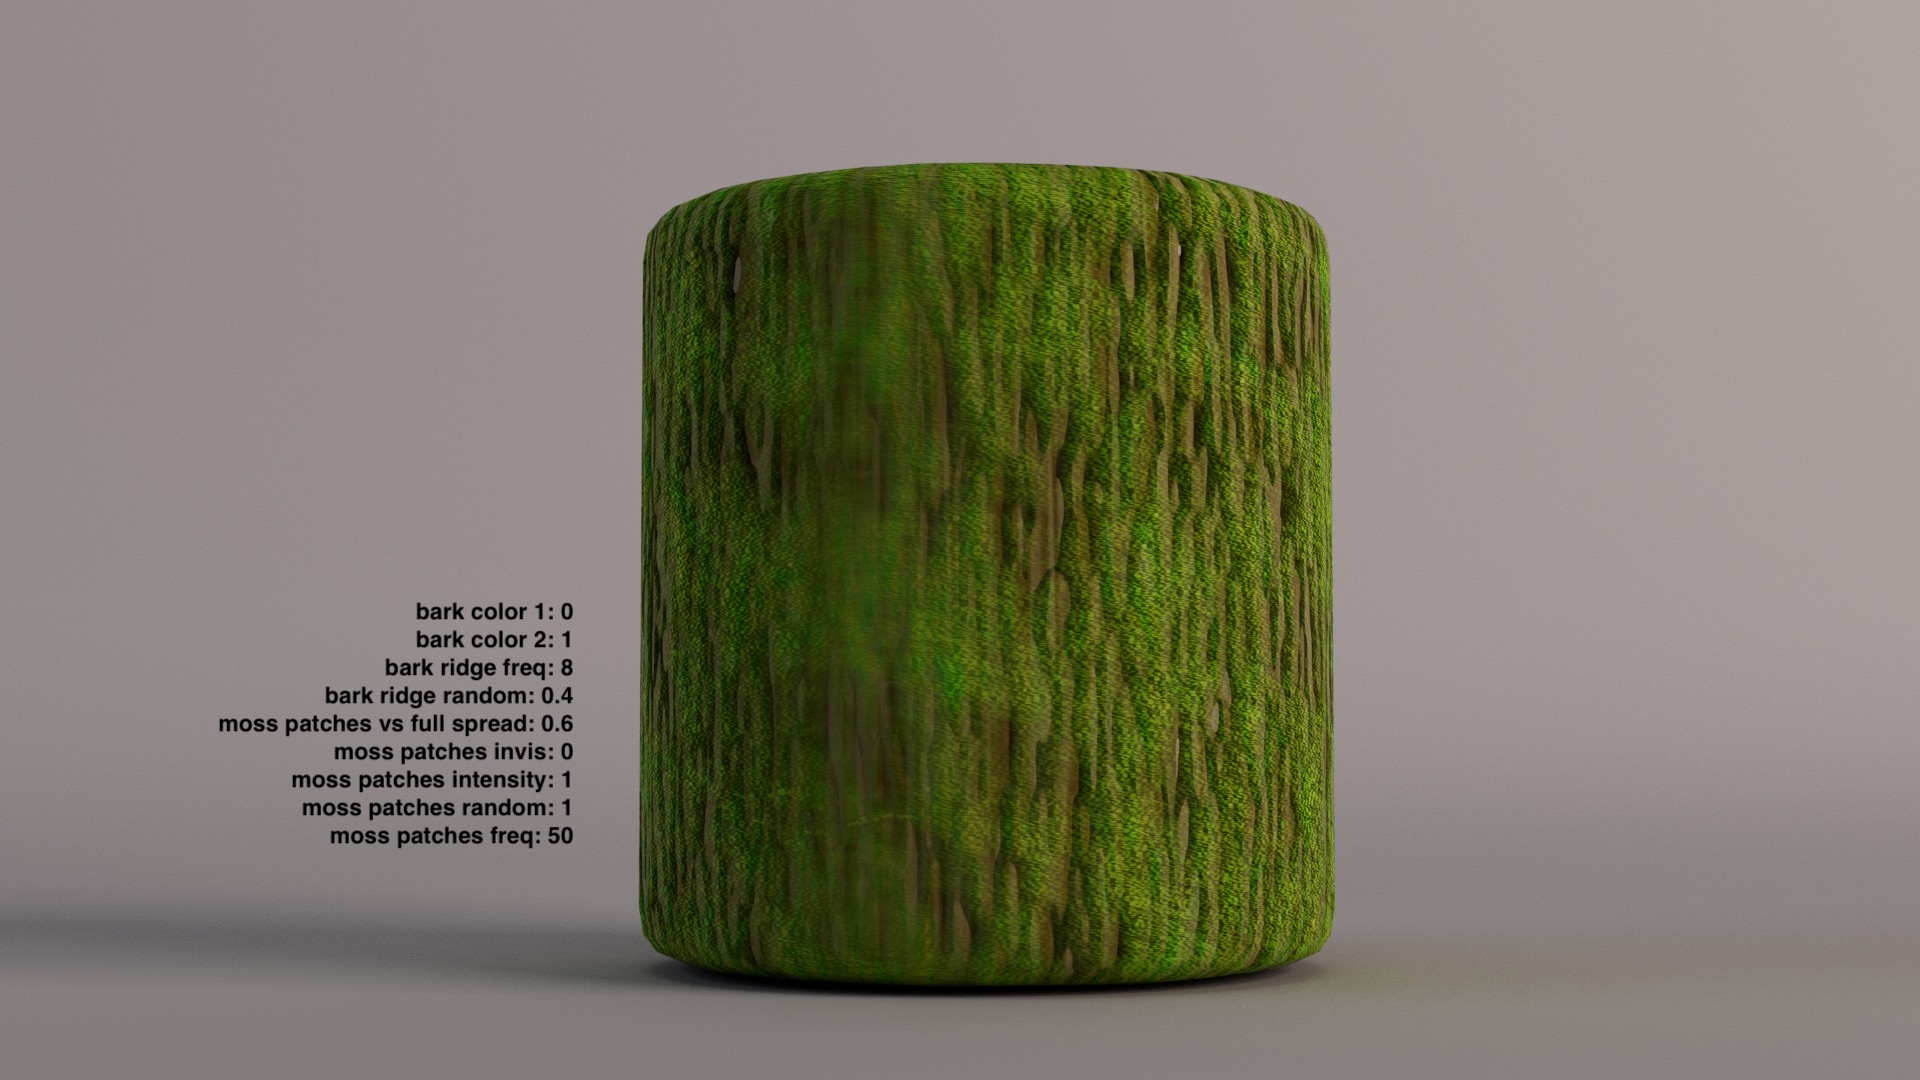 bark color 1: 0
bark color 2: 1
bark ridge freq: 8
bark ridge random: 0.4
moss patches vs full spread: 0.6
moss patches invis: 0
moss patches intensity: 1
moss patches random: 1
moss patches freq: 50